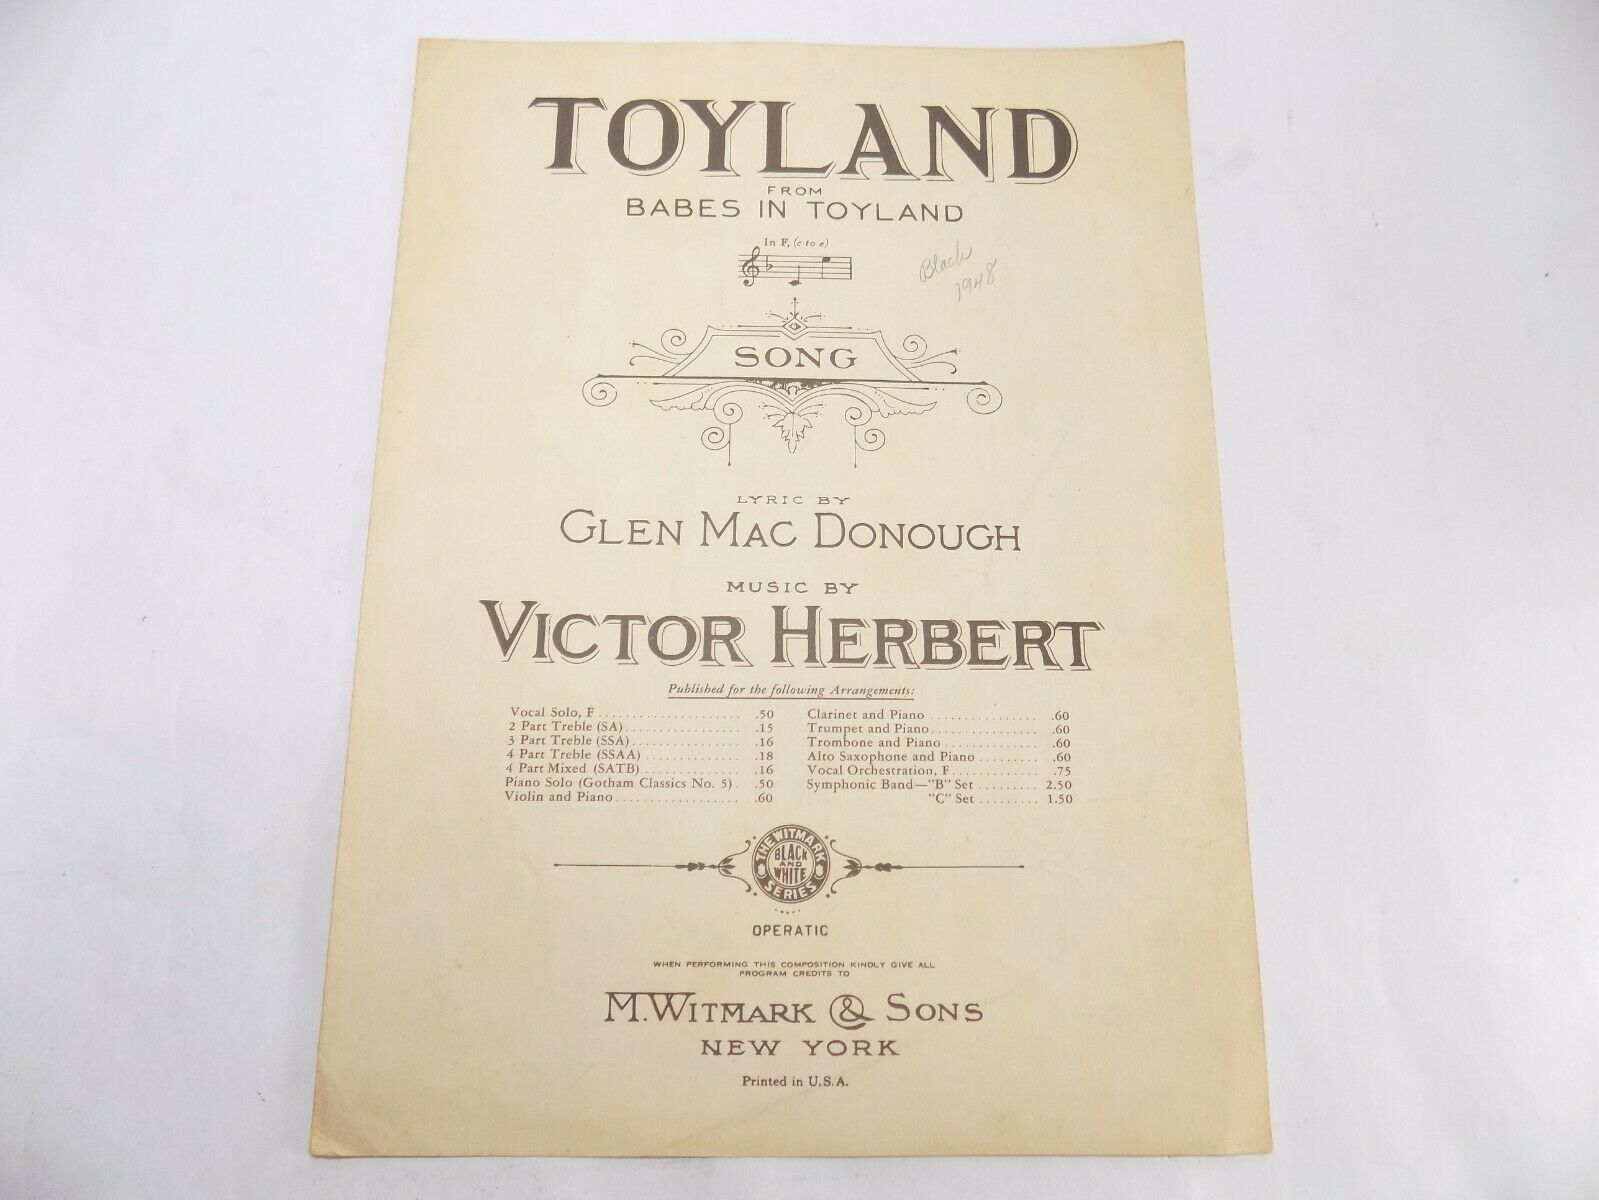 TOYLAND
FROM
BABES IN TOYLAND
In F, (c to e)
Black
1948
SONG
LYRIC BY
GLEN MAC DONOUGH
MUSIC BY
VICTOR HERBERT
Published for the following Arrangements:
Vocal Solo, F . . . . . . . . . . . . . . . . . . . . . .50
2 Part Treble (SA) . . . . . . . . . . . . . . . . . .15
3 Part Treble (SSA) . . . . . . . . . . . . . . . . .16
4 Part Treble (SSAA) . . . . . . . . . . . . . . . .18
4 Part Mixed (SATB) . . . . . . . . . . . . . . . .16
Piano Solo (Gotham Classics No. 5) . .50
Violin and Piano . . . . . . . . . . . . . . . . . . . .60
Clarinet and Piano . . . . . . . . . . . . . . . . .60
Trumpet and Piano . . . . . . . . . . . . . . . . .60
Trombone and Piano . . . . . . . . . . . . . . .60
Alto Saxophone and Piano . . . . . . . . . .60
Vocal Orchestration, F . . . . . . . . . . . . . .75
Symphonic Band—"B" Set . . . . . . . . . 2.50
"C" Set . . . . . . . . . 1.50
THE WITMARK
BLACK
AND
WHITE
SERIES
OPERATIC
WHEN PERFORMING THIS COMPOSITION KINDLY GIVE ALL
PROGRAM CREDITS TO
M. WITMARK & SONS
NEW YORK
Printed in U.S.A.